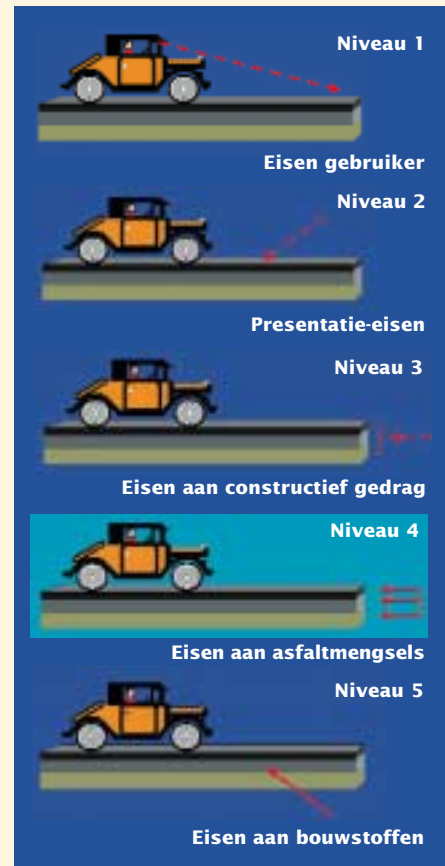 Niveau 1
Eisen gebruiker
Niveau 2
Presentatie-eisen
Niveau 3
Eisen aan constructief gedrag
Niveau 4
Eisen aan asfaltmengsels
Niveau 5
Eisen aan bouwstoffen